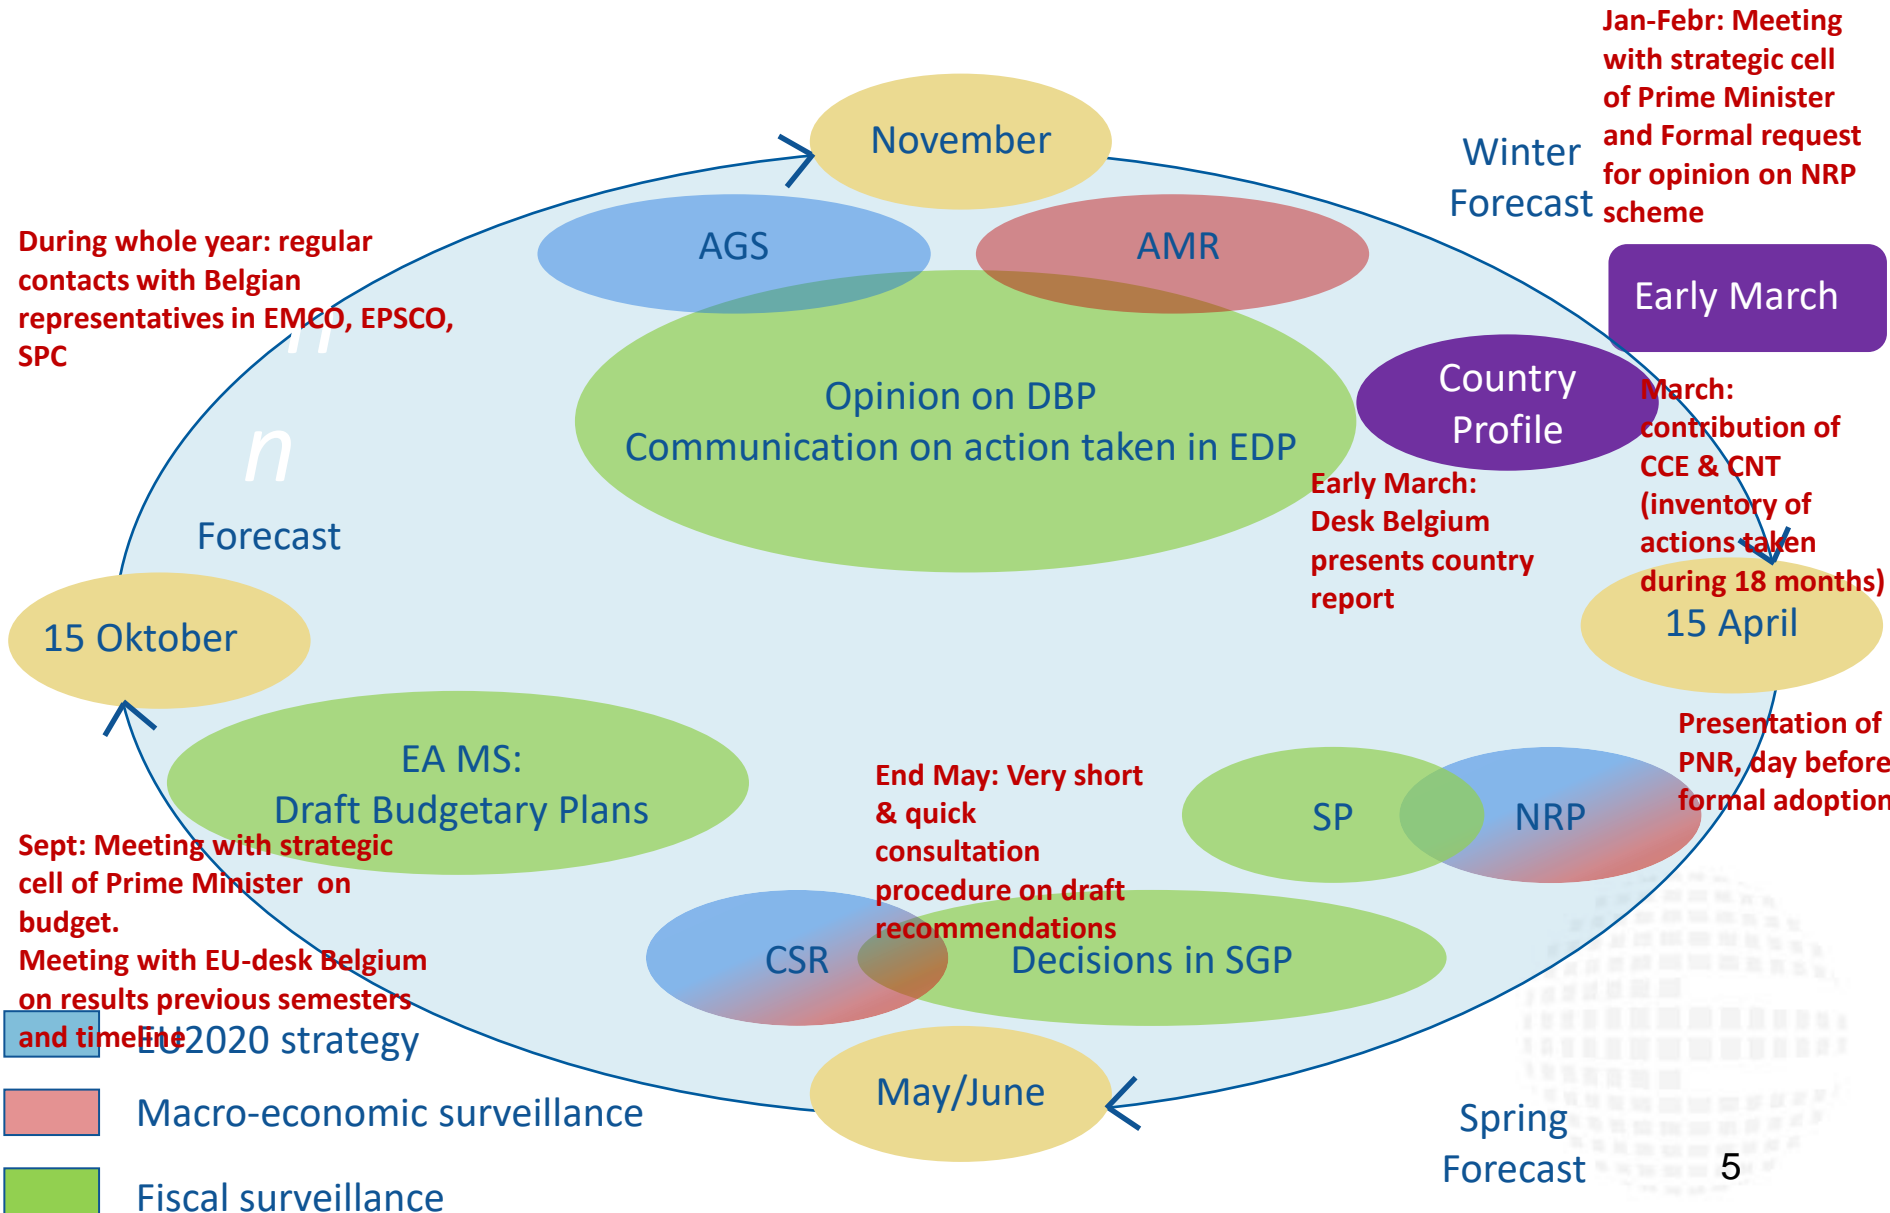 Jan-Febr: Meeting
with strategic cell
of Prime Minister
and Formal request
for opinion on NRP
scheme
November
Winter
Forecast
AGS
AMR
During whole year: regular
contacts with Belgian
representatives in EMCO, EPSCO,
SPC
n
n
Forecast
Early March
Opinion on DBP
Communication on action taken in EDP
Country
Profile
March:
contribution of
CCE & CNT
(inventory of
actions taken
during 18 months)
Early March:
Desk Belgium
presents country
report
15 Oktober
15 April
Presentation of
PNR, day before
formal adoption
EA MS:
Draft Budgetary Plans
End May: Very short
& quick
consultation
procedure on draft
recommendations
SP
NRP
Sept: Meeting with strategic
cell of Prime Minister on
budget.
Meeting with EU-desk Belgium
on results previous semesters
and timeline
CSR
Decisions in SGP
EU2020 strategy
Macro-economic surveillance
Fiscal surveillance
May/June
Spring
Forecast
5